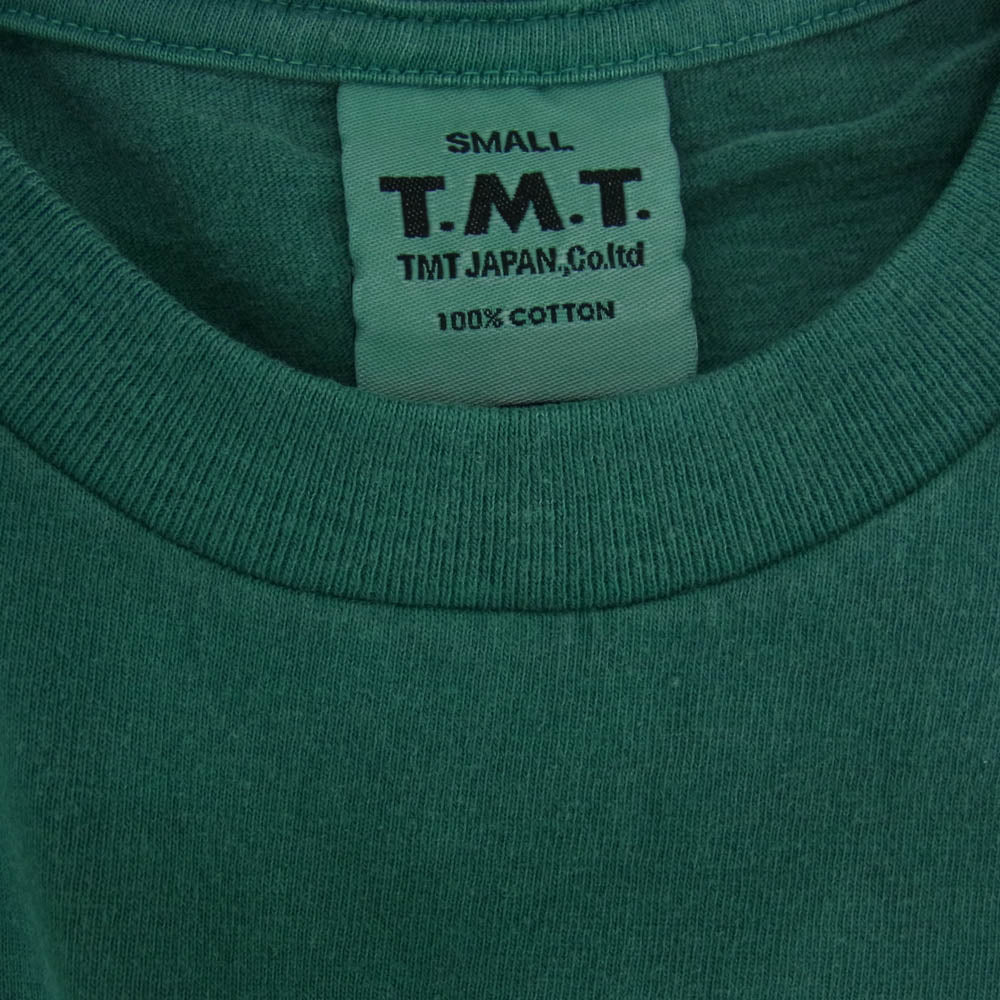 SMALL
T.M.T.
TMT JAPAN.,Co.ltd
100% COTTON